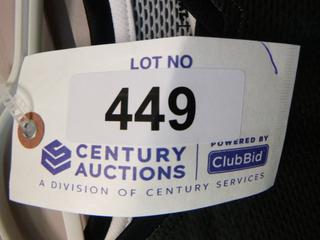 LOT NO
449
CENTURY
AUCTIONS
POWERED BY
ClubBid
A DIVISION OF CENTURY SERVICES